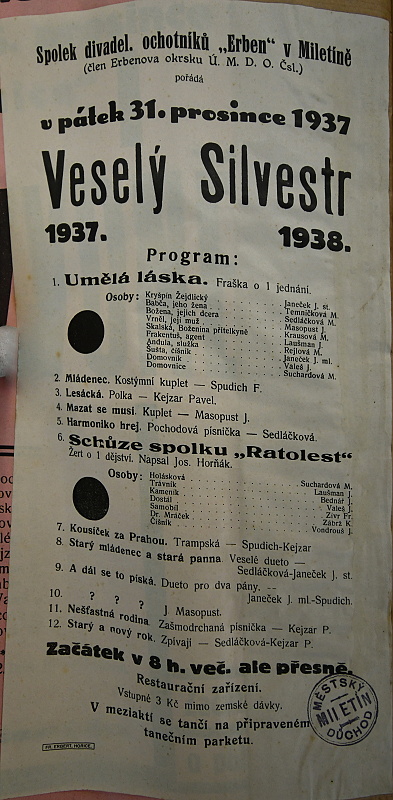 Spolek divadel. ochotníků „Erben" v Miletíně
(člen Erbenova okrsku Ú. M. D. O. Čsl.)
pořádá
v pátek 31. prosince 1937
Veselý Silvestr
1937. 1938.
Program:
1. Umělá láska. Fraška o 1 jednání.
Osoby: Kryšpín Žejdlický . . . Janeček J. st.
Babča, jeho žena . . . Temníčková M.
Božena, jejich dcera . . . Sedláčková M.
Vrněl, její muž . . . Masopust J.
Skalská, Boženina přítelkyně . . . Krausová M.
Frakentuš, agent . . . Laušman J.
Andula, služka . . . Rejlová M.
Šusta, číšník . . . Janeček J. ml.
Domovník . . . Valeš J.
Domovnice . . . Suchardová M.
2. Mládenec. Kostýmní kuplet — Spudich F.
3. Lesácká. Polka — Kejzar Pavel.
4. Mazat se musí. Kuplet — Masopust J.
5. Harmoniko hrej. Pochodová písnička — Sedláčková.
6. Schůze spolku „Ratolest"
Žert o 1 dějství. Napsal Jos. Horňák.
Osoby: Holásková . . . Suchardová M.
Trávník . . . Laušman J.
Kameník . . . Bednář J.
Dostál . . . Valeš J.
Samobil . . . Zívr Fr.
Dr. Mráček . . . Zábrž K.
Číšník . . . Vondrouš J.
7. Kousíček za Prahou. Trampská — Spudich-Kejzar
8. Starý mládenec a stará panna. Veselé dueto —
Sedláčková-Janeček J. st.
9. A dál se to píská. Dueto pro dva pány. --
Janeček J. ml.-Spudich.
10. ? ? ? J. Masopust.
11. Nešťastná rodina. Zašmodrchaná písnička — Kejzar P.
12. Starý a nový rok. Zpívají — Sedláčková-Kejzar P.
Začátek v 8 h. več. ale přesně.
Restaurační zařízení.
Vstupné 3 Kč mimo zemské dávky.
V meziaktí se tančí na připraveném
tanečním parketu.
MĚSTSKÝ
MILETÍN
DŮCHOD
FR. ERBERT, HOŘICE.